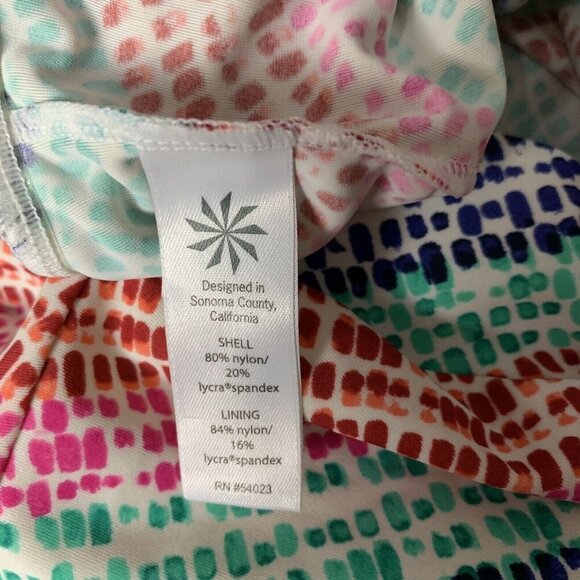 Designed in
Sonoma County,
California
SHELL
80% nylon/
20%
lycra®spandex
LINING
84% nylon/
16%
lycra®spandex
RN #54023